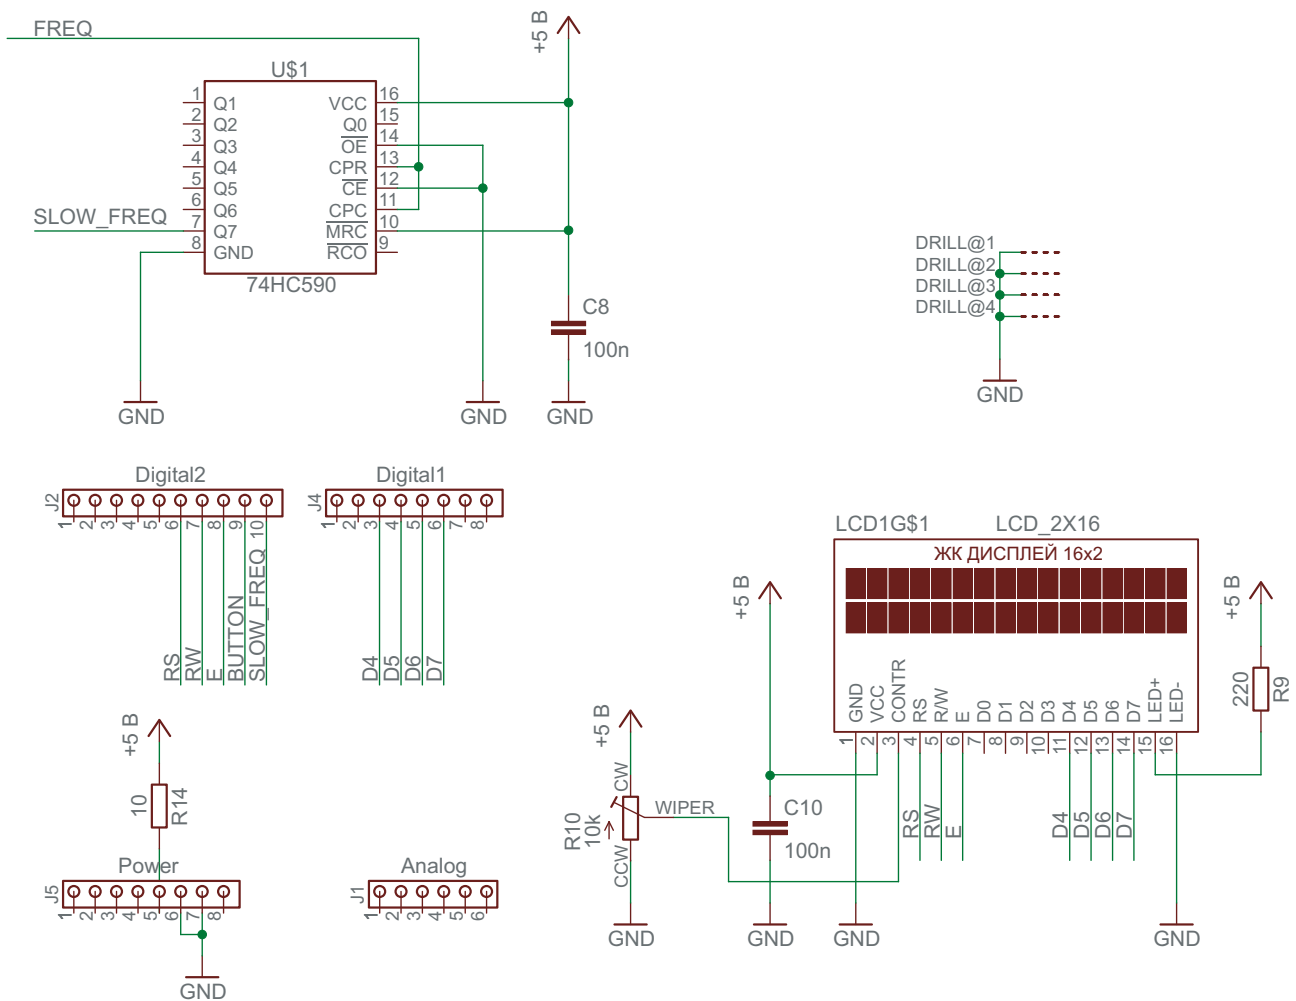 FREQ
+5 В
U$1
1 Q1 VCC 16
2 Q2 Q0 15
3 Q3 OE 14
4 Q4 CPR 13
5 Q5 CE 12
6 Q6 CPC 11
SLOW_FREQ 7 Q7 MRC 10
8 GND RCO 9
74HC590
C8
100n
GND
GND
GND
DRILL@1
DRILL@2
DRILL@3
DRILL@4
GND
Digital2
J2
1 2 3 4 5 6 7 8 9 10
RS
RW
E
BUTTON
SLOW_FREQ
Digital1
J4
1 2 3 4 5 6 7 8
D4
D5
D6
D7
+5 В
10
R14
Power
J5
1 2 3 4 5 6 7 8
GND
Analog
J1
1 2 3 4 5 6
+5 В
CW
R10
10k
WIPER
CCW
GND
+5 В
C10
100n
GND
LCD1G$1
LCD_2X16
ЖК ДИСПЛЕЙ 16x2
GND VCC CONTR RS R/W E D0 D1 D2 D3 D4 D5 D6 D7 LED+ LED-
1 2 3 4 5 6 7 8 9 10 11 12 13 14 15 16
RS
RW
E
D4
D5
D6
D7
GND
GND
+5 В
220
R9